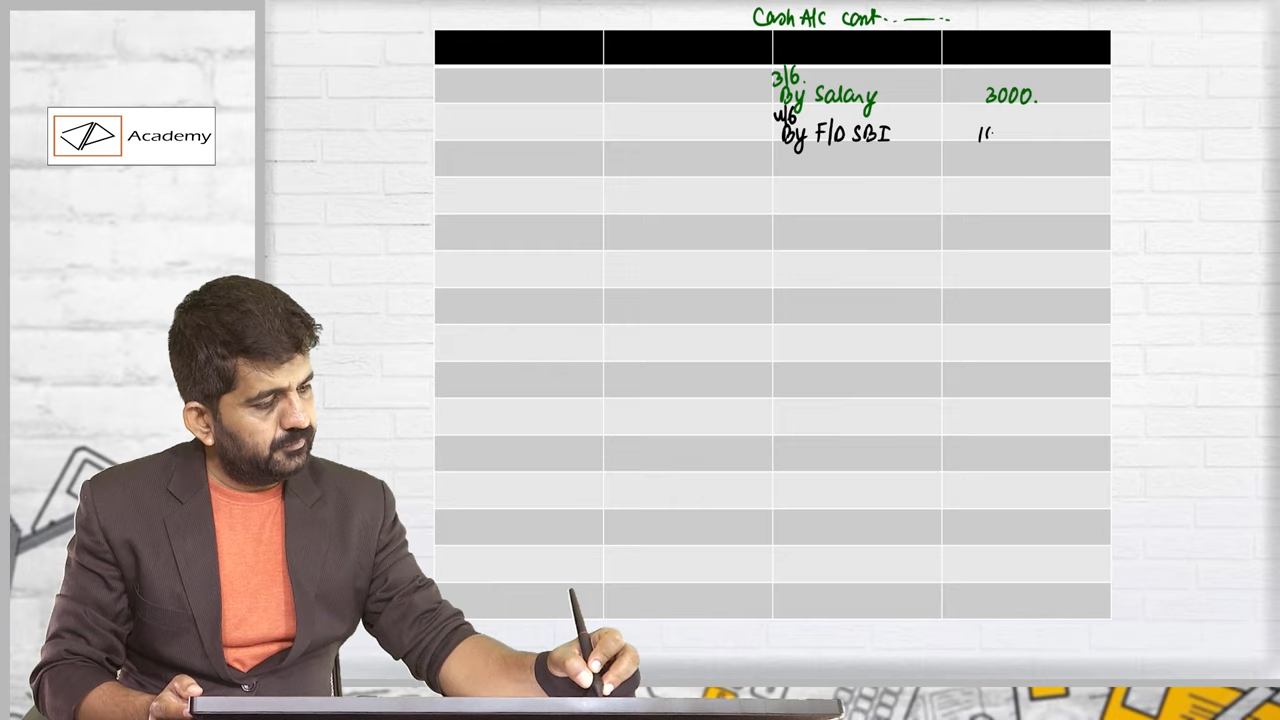 Cash A/C cont..——..
3/6.
By Salary 3000.
4/6
By F/D SBI
Academy